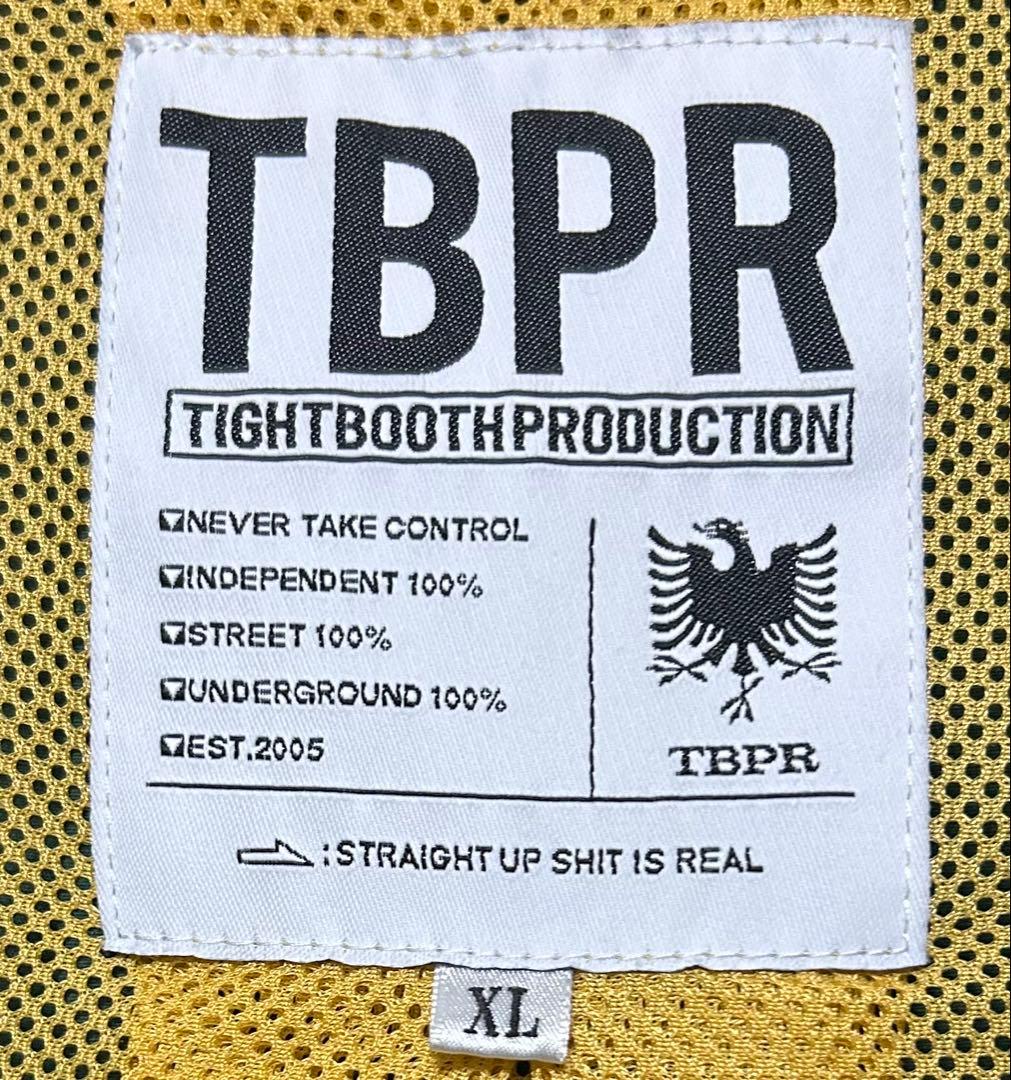 TBPR
TIGHTBOOTHPRODUCTION
NEVER TAKE CONTROL
INDEPENDENT 100%
STREET 100%
UNDERGROUND 100%
EST.2005
TBPR
:STRAIGHT UP SHIT IS REAL
XL